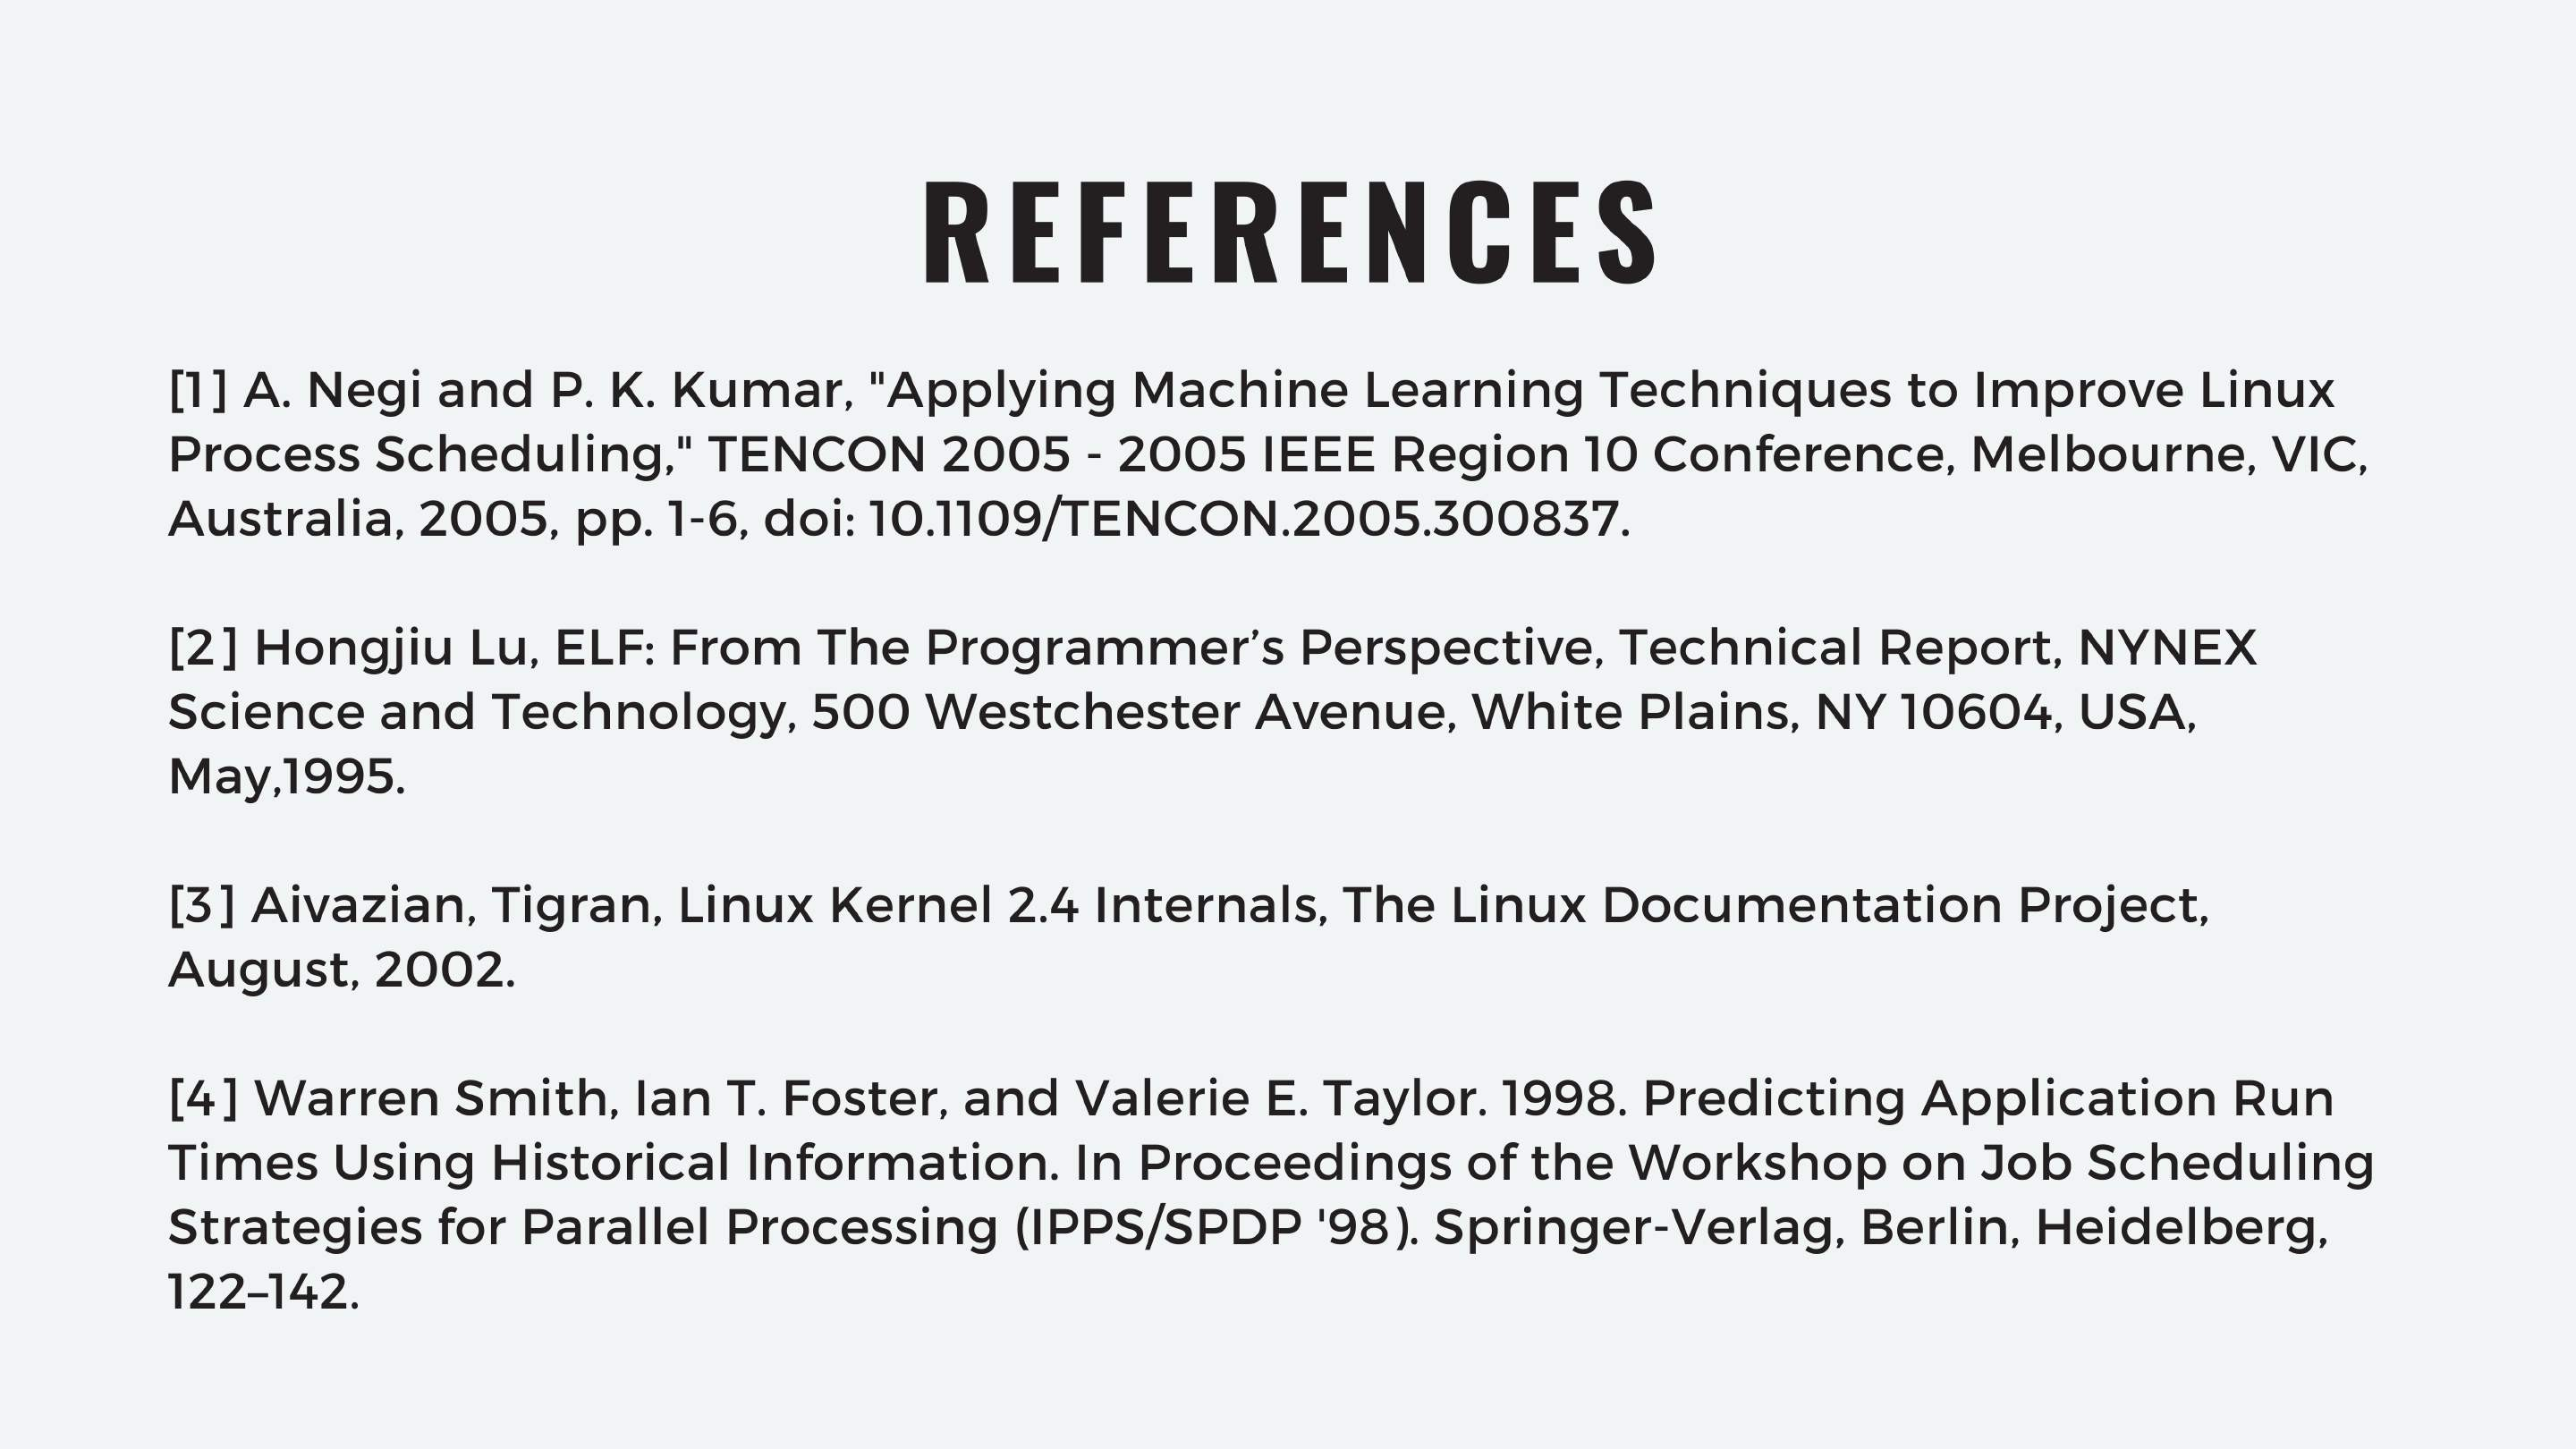 REFERENCES
[1] A. Negi and P. K. Kumar, "Applying Machine Learning Techniques to Improve Linux
Process Scheduling," TENCON 2005 - 2005 IEEE Region 10 Conference, Melbourne, VIC,
Australia, 2005, pp. 1-6, doi: 10.1109/TENCON.2005.300837.
[2] Hongjiu Lu, ELF: From The Programmer’s Perspective, Technical Report, NYNEX
Science and Technology, 500 Westchester Avenue, White Plains, NY 10604, USA,
May,1995.
[3] Aivazian, Tigran, Linux Kernel 2.4 Internals, The Linux Documentation Project,
August, 2002.
[4] Warren Smith, Ian T. Foster, and Valerie E. Taylor. 1998. Predicting Application Run
Times Using Historical Information. In Proceedings of the Workshop on Job Scheduling
Strategies for Parallel Processing (IPPS/SPDP '98). Springer-Verlag, Berlin, Heidelberg,
122–142.